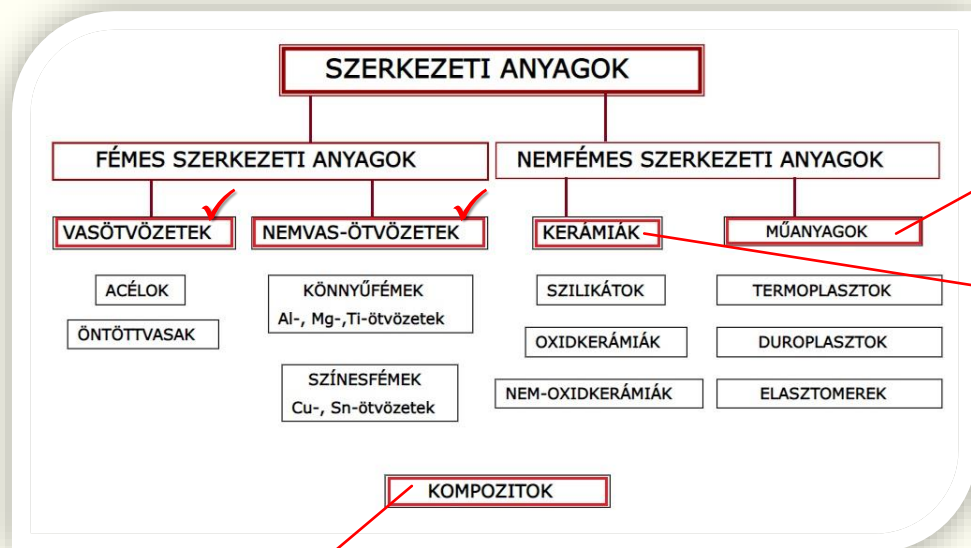 SZERKEZETI ANYAGOK
FÉMES SZERKEZETI ANYAGOK
NEMFÉMES SZERKEZETI ANYAGOK
VASÖTVÖZETEK
NEMVAS-ÖTVÖZETEK
KERÁMIÁK
MŰANYAGOK
ACÉLOK
ÖNTÖTTVASAK
KÖNNYŰFÉMEK
Al-, Mg-,Ti-ötvözetek
SZÍNESFÉMEK
Cu-, Sn-ötvözetek
SZILIKÁTOK
OXIDKERÁMIÁK
NEM-OXIDKERÁMIÁK
TERMOPLASZTOK
DUROPLASZTOK
ELASZTOMEREK
KOMPOZITOK